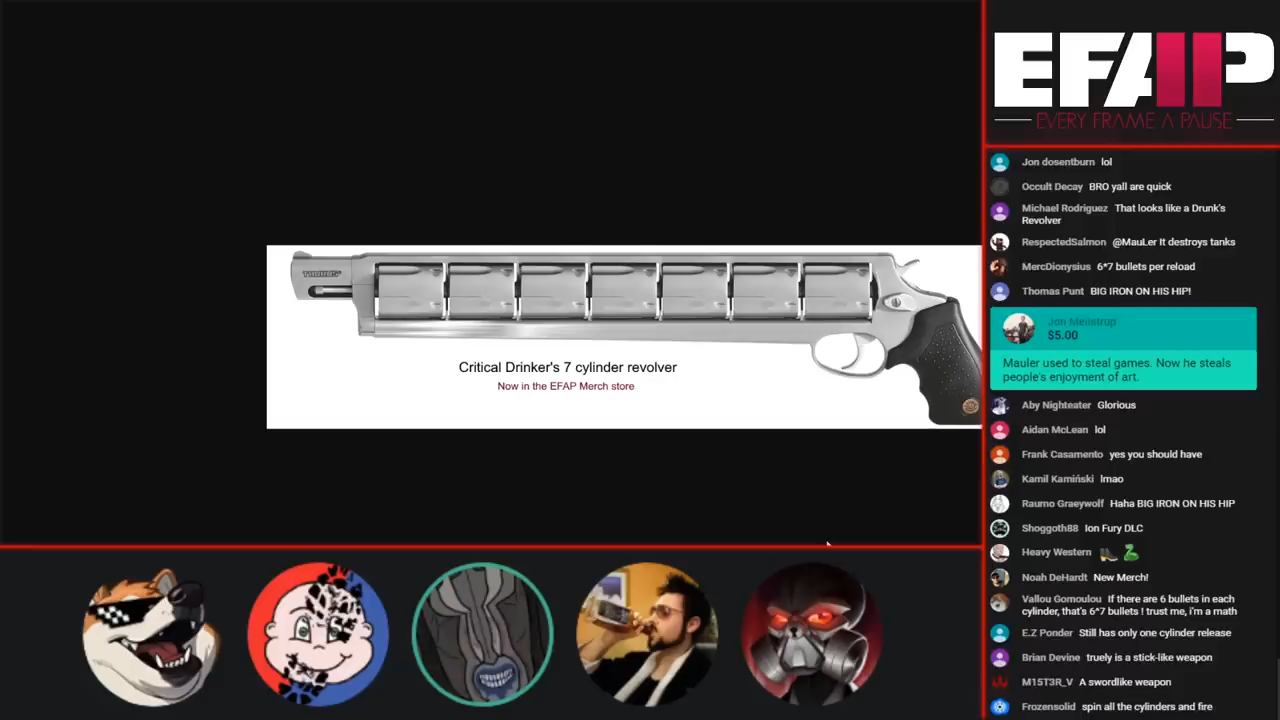 EFAP
EVERY FRAME A PAUSE
TAURUS
Critical Drinker's 7 cylinder revolver
Now in the EFAP Merch store
Jon dosentburn lol
Occult Decay BRO yall are quick
Michael Rodriguez That looks like a Drunk's
Revolver
RespectedSalmon @MauLer It destroys tanks
MercDionysius 6*7 bullets per reload
Thomas Punt BIG IRON ON HIS HIP!
Jon Meilstrup
$5.00
Mauler used to steal games. Now he steals
people's enjoyment of art.
Aby Nighteater Glorious
Aidan McLean lol
Frank Casamento yes you should have
Kamil Kamiński lmao
Raumo Graeywolf Haha BIG IRON ON HIS HIP
Shoggoth88 Ion Fury DLC
Heavy Western 🥾 🐍
Noah DeHardt New Merch!
Vallou Gomoulou If there are 6 bullets in each
cylinder, that's 6*7 bullets ! trust me, i'm a math
E.Z Ponder Still has only one cylinder release
Brian Devine truely is a stick-like weapon
M15T3R_V A swordlike weapon
Frozensolid spin all the cylinders and fire